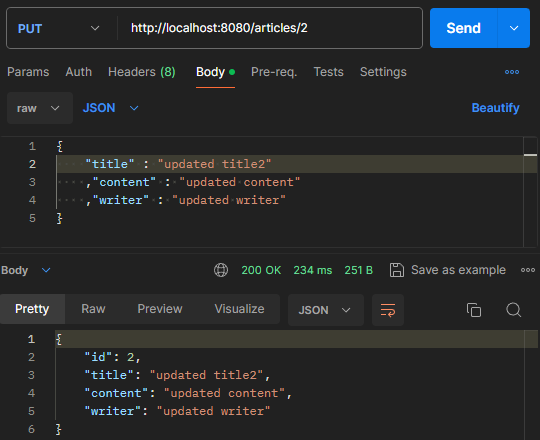 PUT http://localhost:8080/articles/2 Send
Params Auth Headers (8) Body Pre-req. Tests Settings
raw JSON Beautify
1 {
2 "title" : "updated title2"
3 ,"content" : "updated content"
4 ,"writer" : "updated writer"
5 }
Body 200 OK 234 ms 251 B Save as example
Pretty Raw Preview Visualize JSON
1 {
2 "id": 2,
3 "title": "updated title2",
4 "content": "updated content",
5 "writer": "updated writer"
6 }